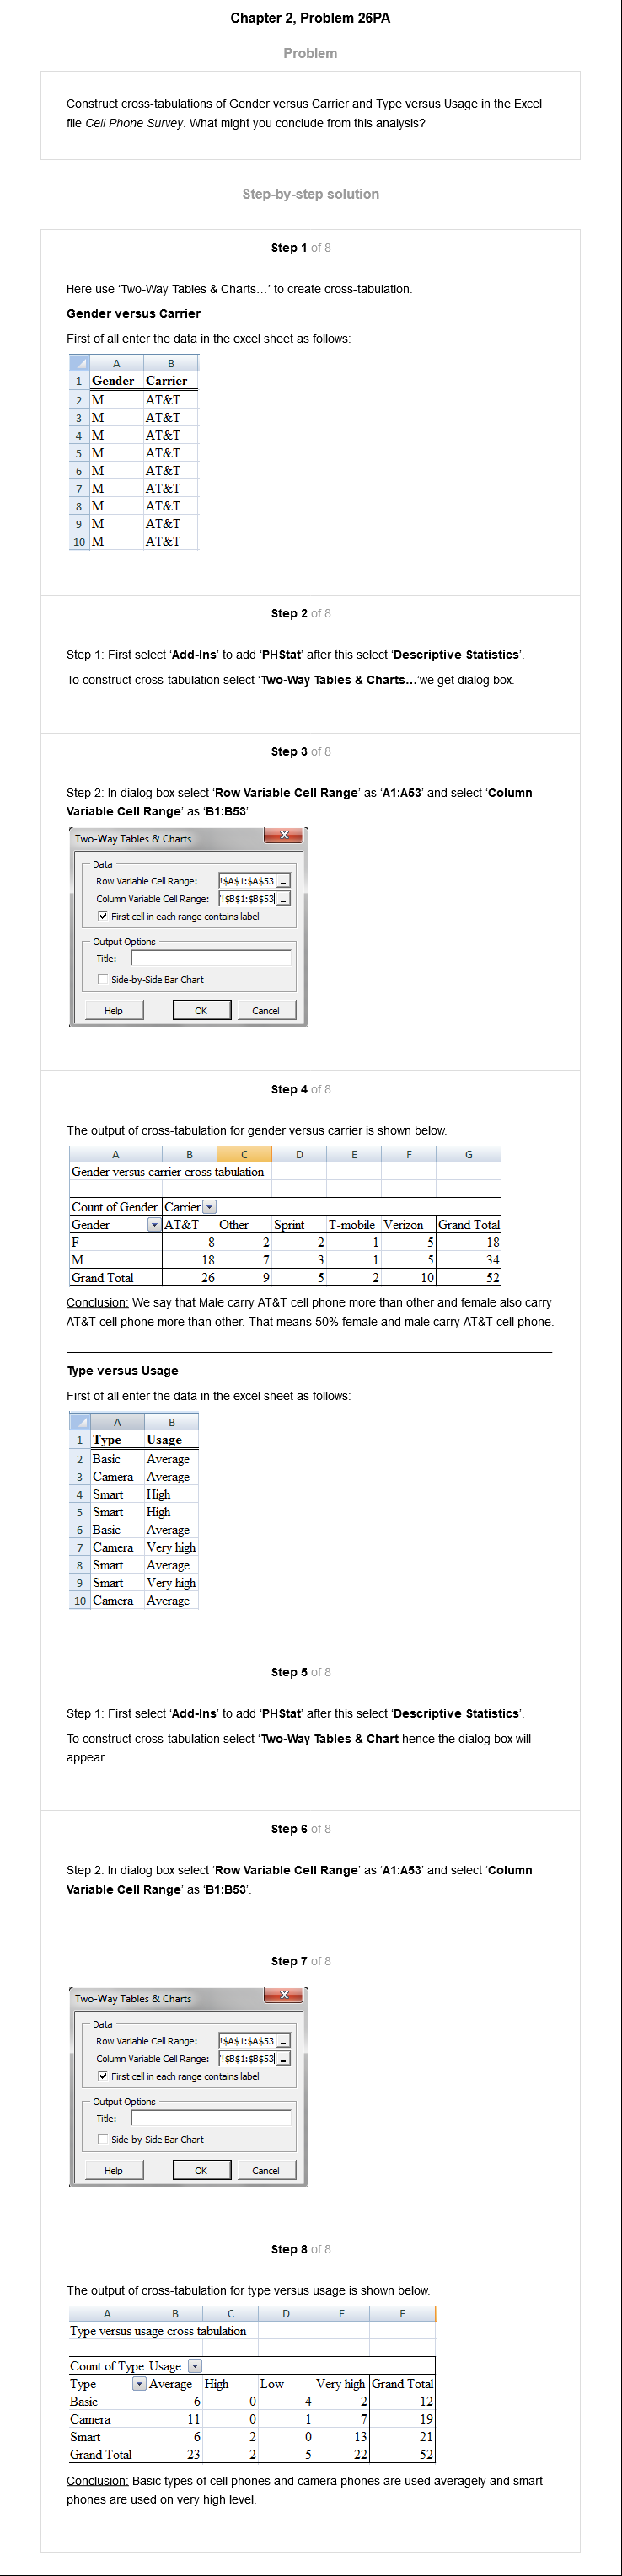 Chapter 2, Problem 26PA
Problem
Construct cross-tabulations of Gender versus Carrier and Type versus Usage in the Excel
file Cell Phone Survey. What might you conclude from this analysis?
Step-by-step solution
Step 1 of 8
Here use 'Two-Way Tables & Charts…' to create cross-tabulation.
Gender versus Carrier
First of all enter the data in the excel sheet as follows:
A B
1 Gender Carrier
2 M AT&T
3 M AT&T
4 M AT&T
5 M AT&T
6 M AT&T
7 M AT&T
8 M AT&T
9 M AT&T
10 M AT&T
Step 2 of 8
Step 1: First select 'Add-Ins' to add 'PHStat' after this select 'Descriptive Statistics'.
To construct cross-tabulation select 'Two-Way Tables & Charts…'we get dialog box.
Step 3 of 8
Step 2: In dialog box select 'Row Variable Cell Range' as 'A1:A53' and select 'Column
Variable Cell Range' as 'B1:B53'.
Two-Way Tables & Charts
Data
Row Variable Cell Range: !$A$1:$A$53
Column Variable Cell Range: '!$B$1:$B$53
First cell in each range contains label
Output Options
Title:
Side-by-Side Bar Chart
Help OK Cancel
Step 4 of 8
The output of cross-tabulation for gender versus carrier is shown below.
A B C D E F G
Gender versus carrier cross tabulation
Count of Gender Carrier
Gender AT&T Other Sprint T-mobile Verizon Grand Total
F 8 2 2 1 5 18
M 18 7 3 1 5 34
Grand Total 26 9 5 2 10 52
Conclusion: We say that Male carry AT&T cell phone more than other and female also carry
AT&T cell phone more than other. That means 50% female and male carry AT&T cell phone.
Type versus Usage
First of all enter the data in the excel sheet as follows:
A B
1 Type Usage
2 Basic Average
3 Camera Average
4 Smart High
5 Smart High
6 Basic Average
7 Camera Very high
8 Smart Average
9 Smart Very high
10 Camera Average
Step 5 of 8
Step 1: First select 'Add-Ins' to add 'PHStat' after this select 'Descriptive Statistics'.
To construct cross-tabulation select 'Two-Way Tables & Chart hence the dialog box will
appear.
Step 6 of 8
Step 2: In dialog box select 'Row Variable Cell Range' as 'A1:A53' and select 'Column
Variable Cell Range' as 'B1:B53'.
Step 7 of 8
Two-Way Tables & Charts
Data
Row Variable Cell Range: !$A$1:$A$53
Column Variable Cell Range: '!$B$1:$B$53
First cell in each range contains label
Output Options
Title:
Side-by-Side Bar Chart
Help OK Cancel
Step 8 of 8
The output of cross-tabulation for type versus usage is shown below.
A B C D E F
Type versus usage cross tabulation
Count of Type Usage
Type Average High Low Very high Grand Total
Basic 6 0 4 2 12
Camera 11 0 1 7 19
Smart 6 2 0 13 21
Grand Total 23 2 5 22 52
Conclusion: Basic types of cell phones and camera phones are used averagely and smart
phones are used on very high level.